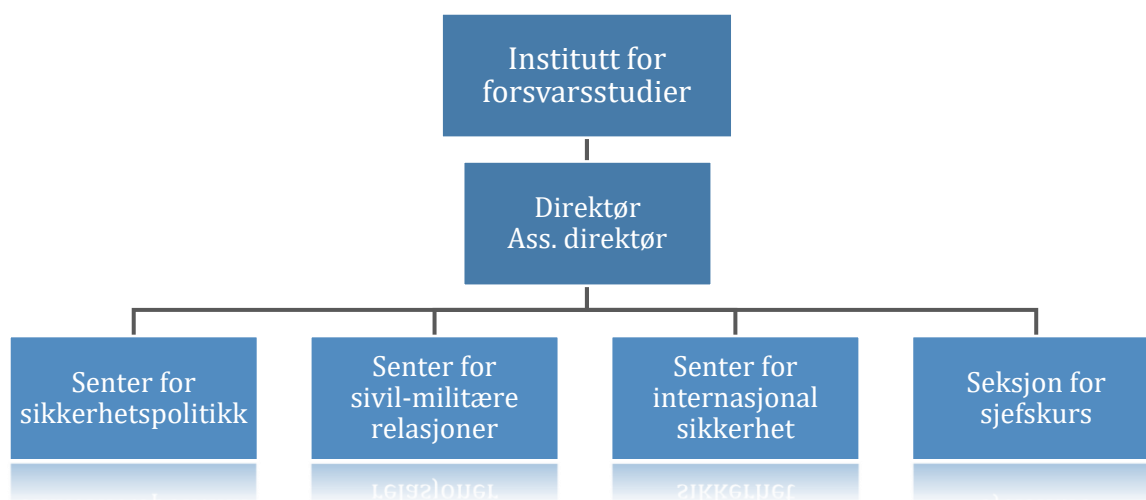 Institutt for
forsvarsstudier
Direktør
Ass. direktør
Senter for
sikkerhetspolitikk
Senter for
sivil-militære
relasjoner
Senter for
internasjonal
sikkerhet
Seksjon for
sjefskurs